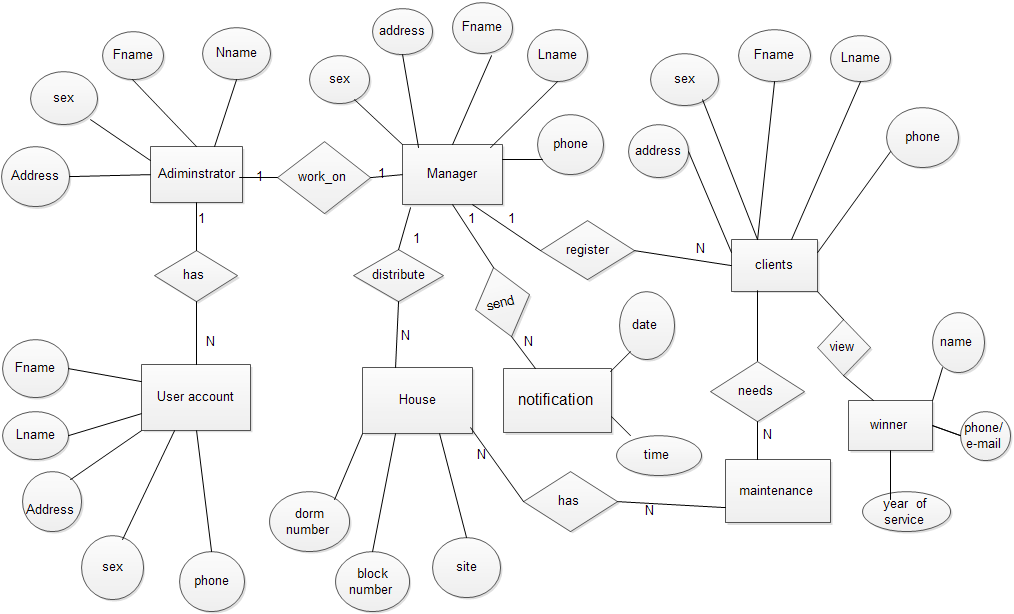 Fname
Nname
sex
Address
Adiminstrator
1
work_on
1
sex
address
Fname
Lname
phone
Manager
sex
Fname
Lname
address
phone
clients
1
has
N
1
distribute
N
1
send
N
1
register
N
view
needs
N
Fname
Lname
Address
sex
phone
User account
House
dorm
number
block
number
site
notification
date
time
N
has
N
maintenance
winner
name
phone/
e-mail
year of
service